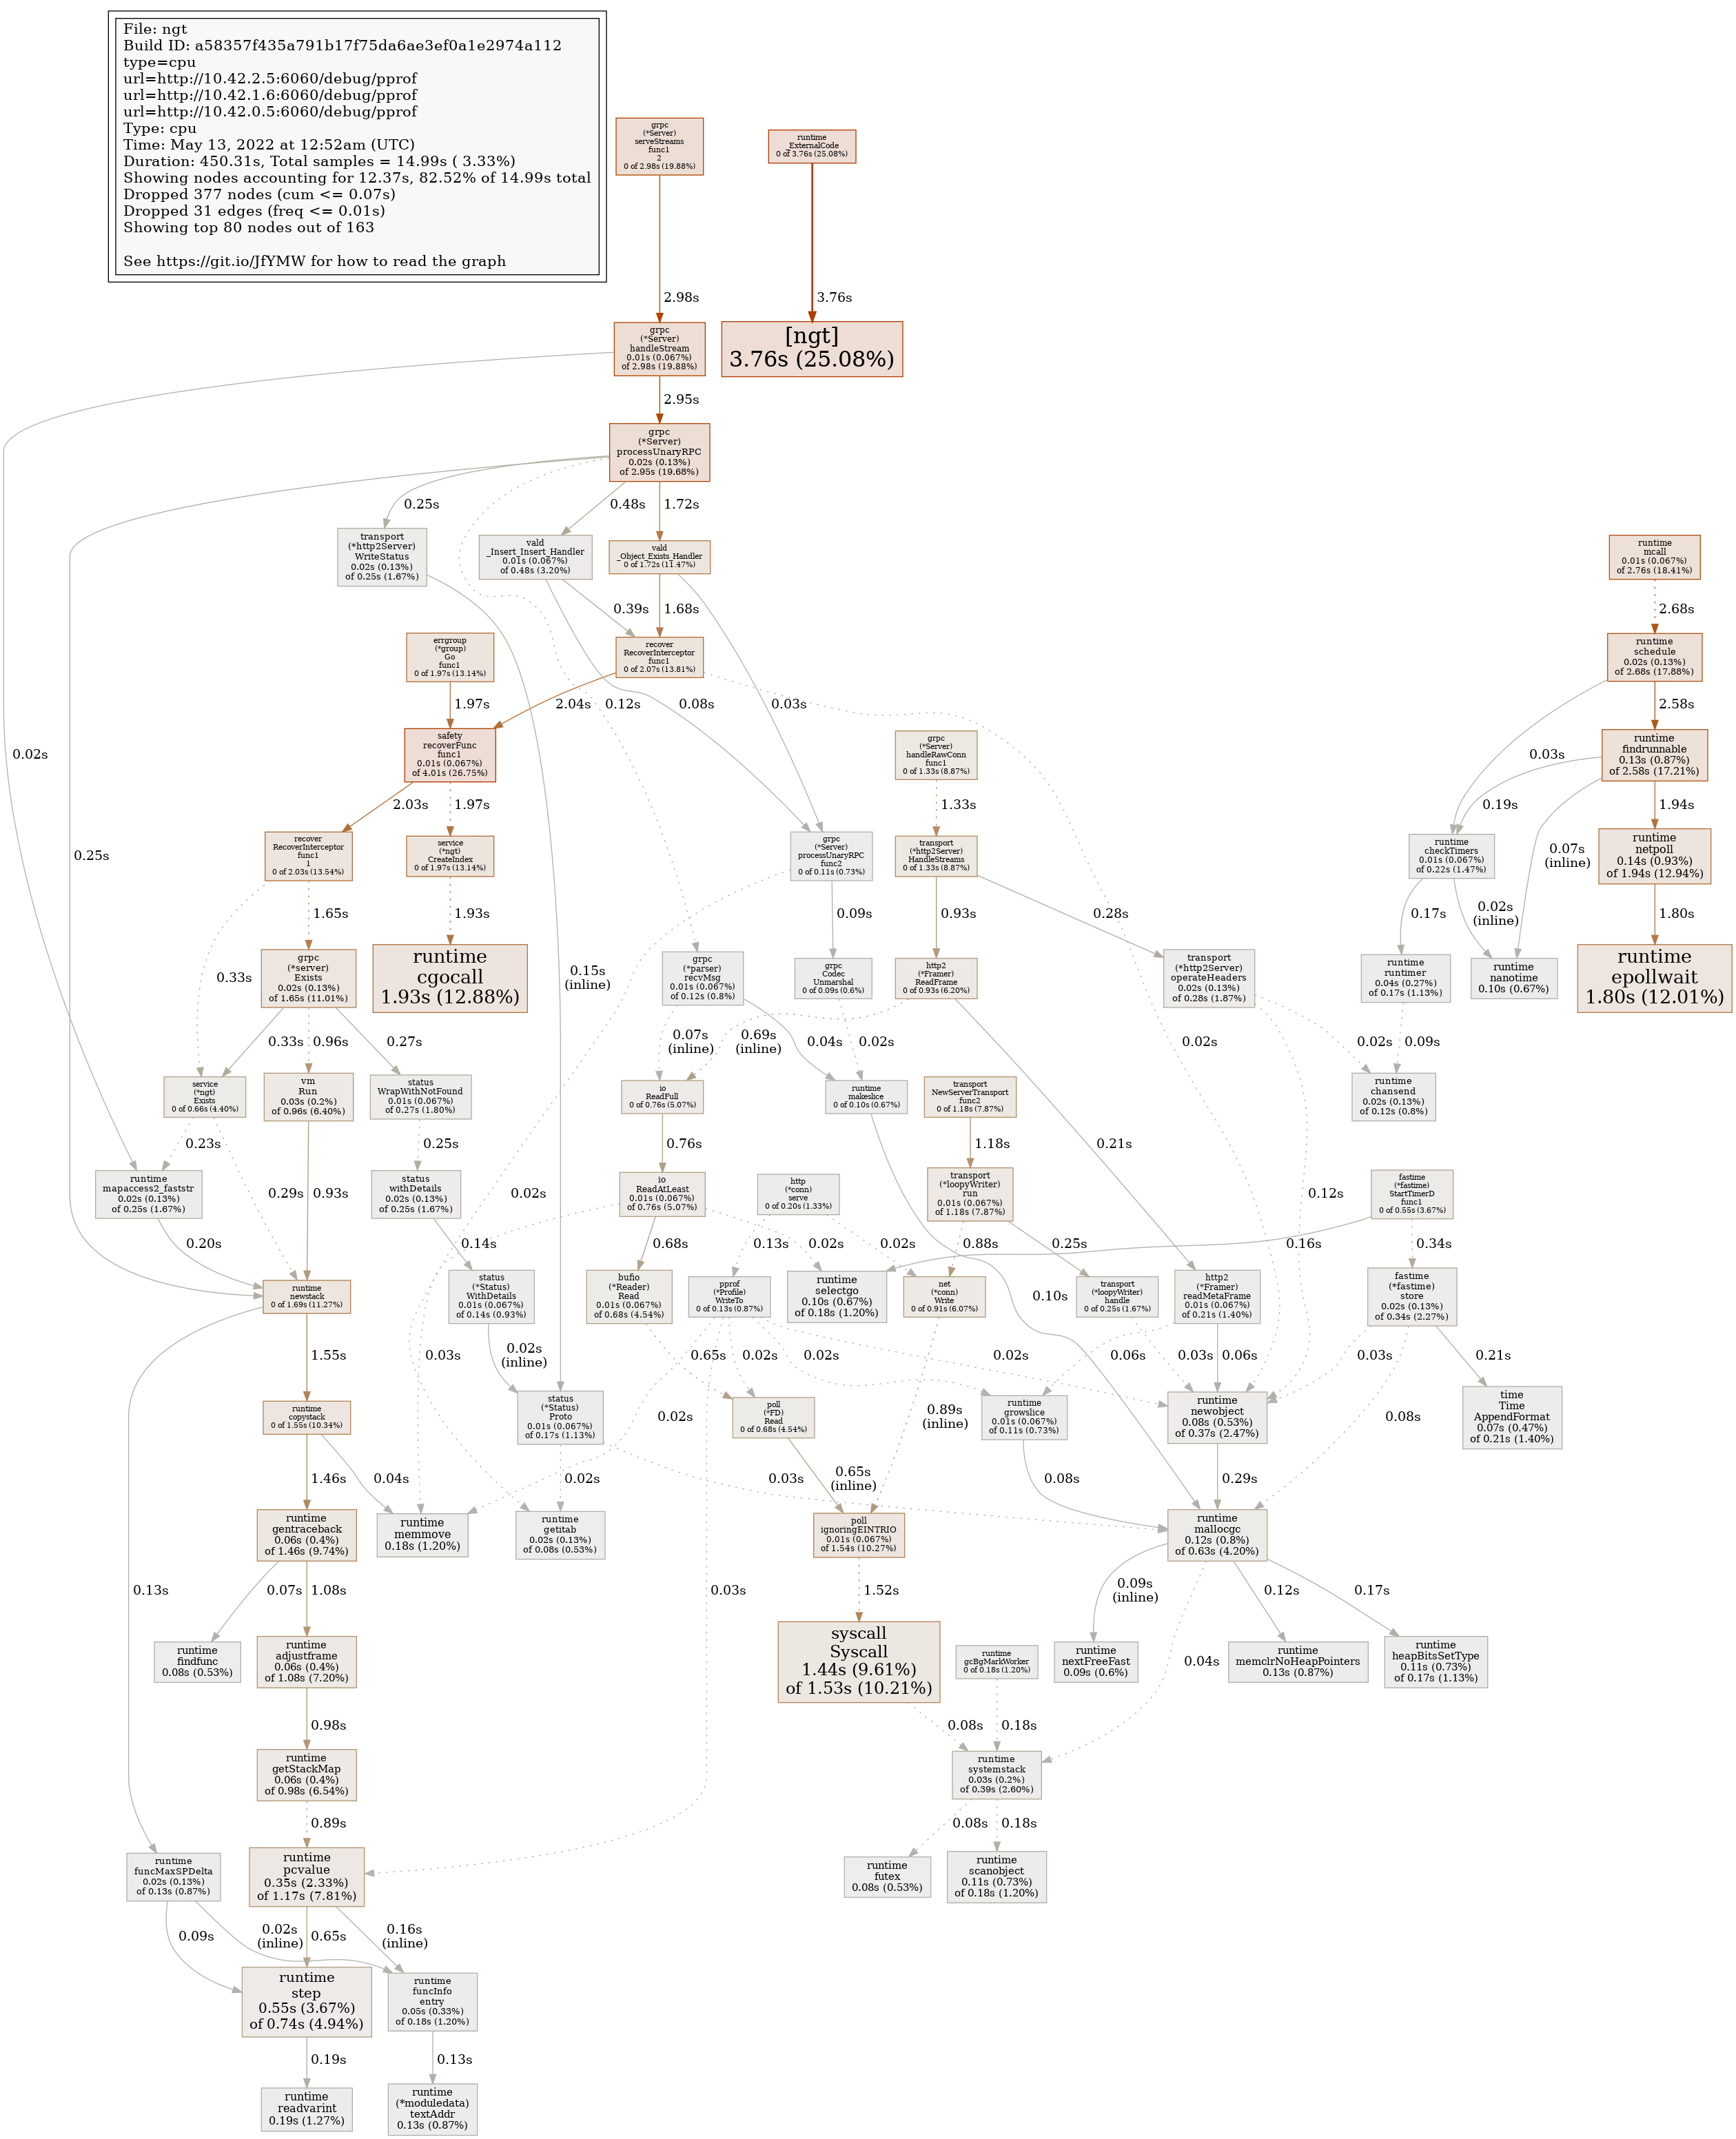 File: ngt
Build ID: a58357f435a791b17f75da6ae3ef0a1e2974a112
type=cpu
url=http://10.42.2.5:6060/debug/pprof
url=http://10.42.1.6:6060/debug/pprof
url=http://10.42.0.5:6060/debug/pprof
Type: cpu
Time: May 13, 2022 at 12:52am (UTC)
Duration: 450.31s, Total samples = 14.99s ( 3.33%)
Showing nodes accounting for 12.37s, 82.52% of 14.99s total
Dropped 377 nodes (cum <= 0.07s)
Dropped 31 edges (freq <= 0.01s)
Showing top 80 nodes out of 163
See https://git.io/JfYMW for how to read the graph
grpc
(*Server)
serveStreams
func1
2
0 of 2.98s (19.88%)
runtime
_ExternalCode
0 of 3.76s (25.08%)
2.98s
3.76s
grpc
(*Server)
handleStream
0.01s (0.067%)
of 2.98s (19.88%)
[ngt]
3.76s (25.08%)
2.95s
0.02s
grpc
(*Server)
processUnaryRPC
0.02s (0.13%)
of 2.95s (19.68%)
0.25s
0.48s
1.72s
0.12s
0.25s
transport
(*http2Server)
WriteStatus
0.02s (0.13%)
of 0.25s (1.67%)
vald
_Insert_Insert_Handler
0.01s (0.067%)
of 0.48s (3.20%)
vald
_Object_Exists_Handler
0 of 1.72s (11.47%)
runtime
mcall
0.01s (0.067%)
of 2.76s (18.41%)
0.39s
1.68s
2.68s
errgroup
(*group)
Go
func1
0 of 1.97s (13.14%)
recover
RecoverInterceptor
func1
0 of 2.07s (13.81%)
runtime
schedule
0.02s (0.13%)
of 2.68s (17.88%)
1.97s
2.04s
0.08s
0.03s
0.02s
2.58s
0.03s
safety
recoverFunc
func1
0.01s (0.067%)
of 4.01s (26.75%)
grpc
(*Server)
handleRawConn
func1
0 of 1.33s (8.87%)
runtime
findrunnable
0.13s (0.87%)
of 2.58s (17.21%)
2.03s
1.97s
1.33s
0.19s
0.07s
(inline)
1.94s
recover
RecoverInterceptor
func1
1
0 of 2.03s (13.54%)
service
(*ngt)
CreateIndex
0 of 1.97s (13.14%)
grpc
(*Server)
processUnaryRPC
func2
0 of 0.11s (0.73%)
transport
(*http2Server)
HandleStreams
0 of 1.33s (8.87%)
runtime
checkTimers
0.01s (0.067%)
of 0.22s (1.47%)
runtime
netpoll
0.14s (0.93%)
of 1.94s (12.94%)
0.33s
1.65s
1.93s
0.15s
(inline)
0.02s
0.09s
0.93s
0.28s
0.17s
0.02s
(inline)
1.80s
grpc
(*server)
Exists
0.02s (0.13%)
of 1.65s (11.01%)
runtime
cgocall
1.93s (12.88%)
grpc
(*parser)
recvMsg
0.01s (0.067%)
of 0.12s (0.8%)
grpc
Codec
Unmarshal
0 of 0.09s (0.6%)
http2
(*Framer)
ReadFrame
0 of 0.93s (6.20%)
transport
(*http2Server)
operateHeaders
0.02s (0.13%)
of 0.28s (1.87%)
runtime
runtimer
0.04s (0.27%)
of 0.17s (1.13%)
runtime
nanotime
0.10s (0.67%)
runtime
epollwait
1.80s (12.01%)
0.33s
0.96s
0.27s
0.07s
(inline)
0.69s
(inline)
0.04s
0.02s
0.21s
0.02s
0.12s
0.09s
service
(*ngt)
Exists
0 of 0.66s (4.40%)
vm
Run
0.03s (0.2%)
of 0.96s (6.40%)
status
WrapWithNotFound
0.01s (0.067%)
of 0.27s (1.80%)
io
ReadFull
0 of 0.76s (5.07%)
runtime
makeslice
0 of 0.10s (0.67%)
transport
NewServerTransport
func2
0 of 1.18s (7.87%)
runtime
chansend
0.02s (0.13%)
of 0.12s (0.8%)
0.23s
0.29s
0.93s
0.25s
0.76s
0.10s
1.18s
runtime
mapaccess2_faststr
0.02s (0.13%)
of 0.25s (1.67%)
status
withDetails
0.02s (0.13%)
of 0.25s (1.67%)
io
ReadAtLeast
0.01s (0.067%)
of 0.76s (5.07%)
http
(*conn)
serve
0 of 0.20s (1.33%)
transport
(*loopyWriter)
run
0.01s (0.067%)
of 1.18s (7.87%)
fastime
(*fastime)
StartTimerD
func1
0 of 0.55s (3.67%)
0.20s
0.14s
0.03s
0.68s
0.02s
0.13s
0.02s
0.88s
0.25s
0.16s
0.34s
runtime
newstack
0 of 1.69s (11.27%)
status
(*Status)
WithDetails
0.01s (0.067%)
of 0.14s (0.93%)
bufio
(*Reader)
Read
0.01s (0.067%)
of 0.68s (4.54%)
pprof
(*Profile)
WriteTo
0 of 0.13s (0.87%)
runtime
selectgo
0.10s (0.67%)
of 0.18s (1.20%)
net
(*conn)
Write
0 of 0.91s (6.07%)
transport
(*loopyWriter)
handle
0 of 0.25s (1.67%)
http2
(*Framer)
readMetaFrame
0.01s (0.067%)
of 0.21s (1.40%)
fastime
(*fastime)
store
0.02s (0.13%)
of 0.34s (2.27%)
1.55s
0.13s
0.02s
(inline)
0.65s
0.02s
0.02s
0.02s
0.02s
0.03s
0.89s
(inline)
0.06s
0.03s
0.06s
0.03s
0.08s
0.21s
runtime
copystack
0 of 1.55s (10.34%)
status
(*Status)
Proto
0.01s (0.067%)
of 0.17s (1.13%)
poll
(*FD)
Read
0 of 0.68s (4.54%)
runtime
growslice
0.01s (0.067%)
of 0.11s (0.73%)
runtime
newobject
0.08s (0.53%)
of 0.37s (2.47%)
time
Time
AppendFormat
0.07s (0.47%)
of 0.21s (1.40%)
1.46s
0.04s
0.02s
0.03s
0.65s
(inline)
0.08s
0.29s
runtime
gentraceback
0.06s (0.4%)
of 1.46s (9.74%)
runtime
memmove
0.18s (1.20%)
runtime
getitab
0.02s (0.13%)
of 0.08s (0.53%)
poll
ignoringEINTRIO
0.01s (0.067%)
of 1.54s (10.27%)
runtime
mallocgc
0.12s (0.8%)
of 0.63s (4.20%)
0.07s
1.08s
1.52s
0.09s
(inline)
0.12s
0.17s
0.04s
runtime
findfunc
0.08s (0.53%)
runtime
adjustframe
0.06s (0.4%)
of 1.08s (7.20%)
syscall
Syscall
1.44s (9.61%)
of 1.53s (10.21%)
runtime
gcBgMarkWorker
0 of 0.18s (1.20%)
runtime
nextFreeFast
0.09s (0.6%)
runtime
memclrNoHeapPointers
0.13s (0.87%)
runtime
heapBitsSetType
0.11s (0.73%)
of 0.17s (1.13%)
0.98s
0.08s
0.18s
runtime
getStackMap
0.06s (0.4%)
of 0.98s (6.54%)
runtime
systemstack
0.03s (0.2%)
of 0.39s (2.60%)
0.89s
0.08s
0.18s
runtime
funcMaxSPDelta
0.02s (0.13%)
of 0.13s (0.87%)
runtime
pcvalue
0.35s (2.33%)
of 1.17s (7.81%)
runtime
futex
0.08s (0.53%)
runtime
scanobject
0.11s (0.73%)
of 0.18s (1.20%)
0.09s
0.02s
(inline)
0.65s
0.16s
(inline)
runtime
step
0.55s (3.67%)
of 0.74s (4.94%)
runtime
funcInfo
entry
0.05s (0.33%)
of 0.18s (1.20%)
0.19s
0.13s
runtime
readvarint
0.19s (1.27%)
runtime
(*moduledata)
textAddr
0.13s (0.87%)